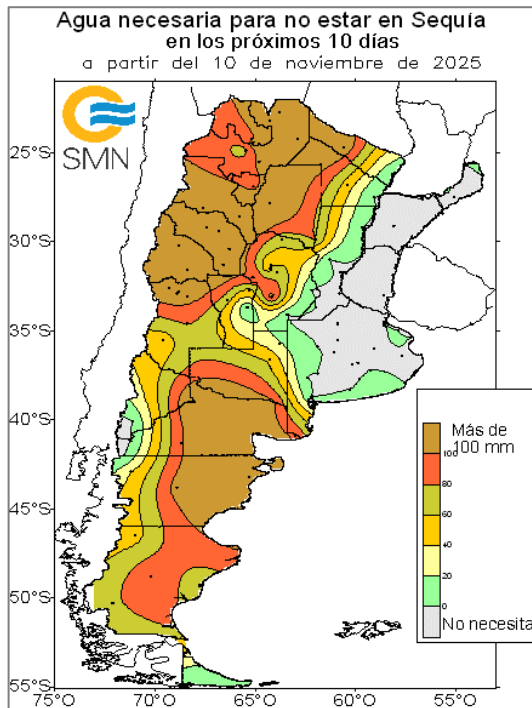 Agua necesaria para no estar en Sequía
en los próximos 10 días
a partir del 10 de noviembre de 2025
SMN
25°S
30°S
35°S
40°S
45°S
50°S
55°S
75°O
70°O
65°O
60°O
55°O
Más de
100 mm
100
80
60
40
20
0
No necesita